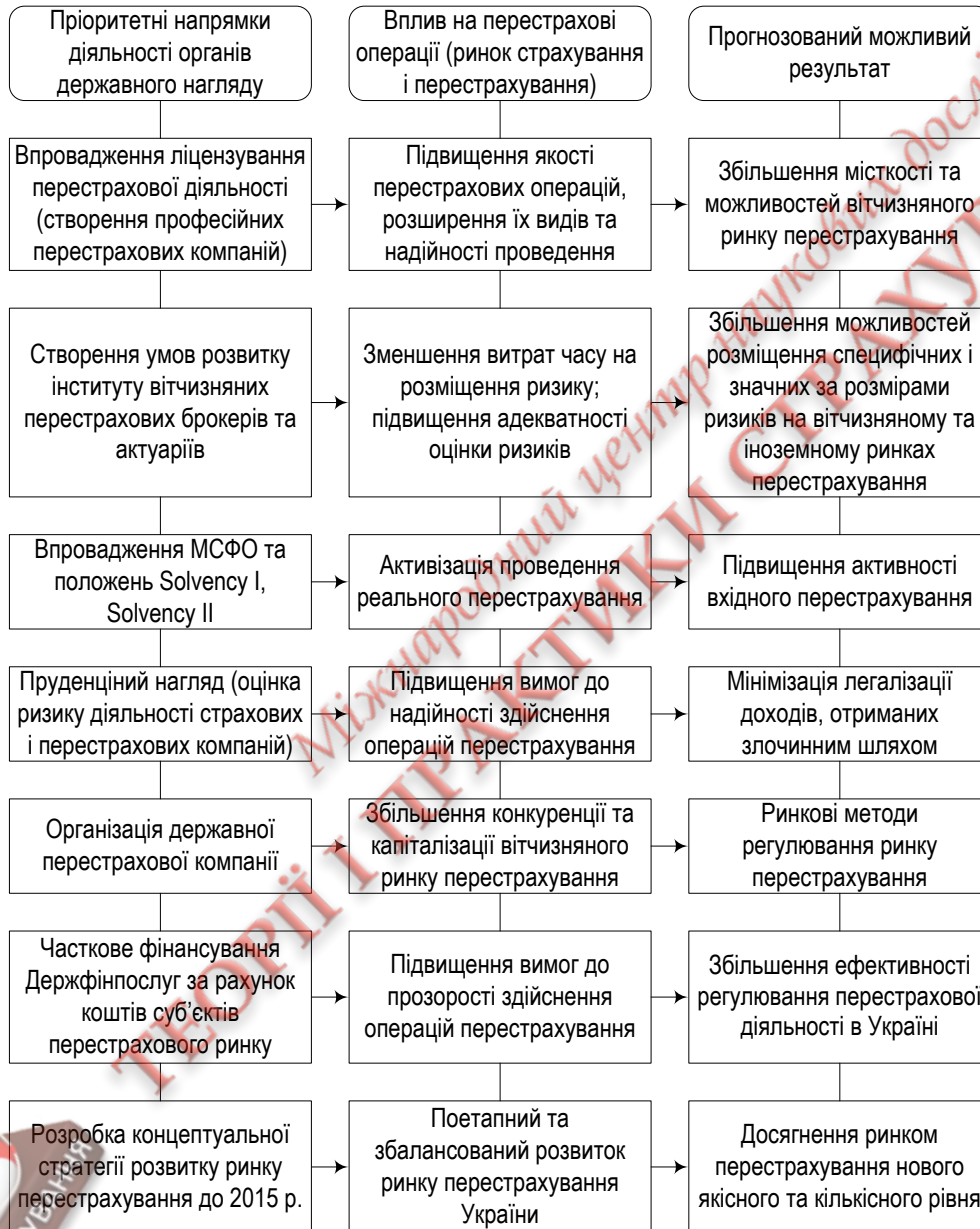 Пріоритетні напрямки
діяльності органів
державного нагляду
Вплив на перестрахові
операції (ринок страхування
і перестрахування)
Прогнозований можливий
результат
Впровадження ліцензування
перестрахової діяльності
(створення професійних
перестрахових компаній)
Підвищення якості
перестрахових операцій,
розширення їх видів та
надійності проведення
Збільшення місткості та
можливостей вітчизняного
ринку перестрахування
Створення умов розвитку
інституту вітчизняних
перестрахових брокерів та
актуаріїв
Зменшення витрат часу на
розміщення ризику;
підвищення адекватності
оцінки ризиків
Збільшення можливостей
розміщення специфічних і
значних за розмірами
ризиків на вітчизняному та
іноземному ринках
перестрахування
Впровадження МСФО та
положень Solvency I,
Solvency II
Активізація проведення
реального перестрахування
Підвищення активності
вхідного перестрахування
Пруденціний нагляд (оцінка
ризику діяльності страхових
і перестрахових компаній)
Підвищення вимог до
надійності здійснення
операцій перестрахування
Мінімізація легалізації
доходів, отриманих
злочинним шляхом
Організація державної
перестрахової компанії
Збільшення конкуренції та
капіталізації вітчизняного
ринку перестрахування
Ринкові методи
регулювання ринку
перестрахування
Часткове фінансування
Держфінпослуг за рахунок
коштів суб’єктів
перестрахового ринку
Підвищення вимог до
прозорості здійснення
операцій перестрахування
Збільшення ефективності
регулювання перестрахової
діяльності в Україні
Розробка концептуальної
стратегії розвитку ринку
перестрахування до 2015 р.
Поетапний та
збалансований розвиток
ринку перестрахування
України
Досягнення ринком
перестрахування нового
якісного та кількісного рівня
Міжнародний центр наукових
ТЕОРІЇ І ПРАКТИКИ